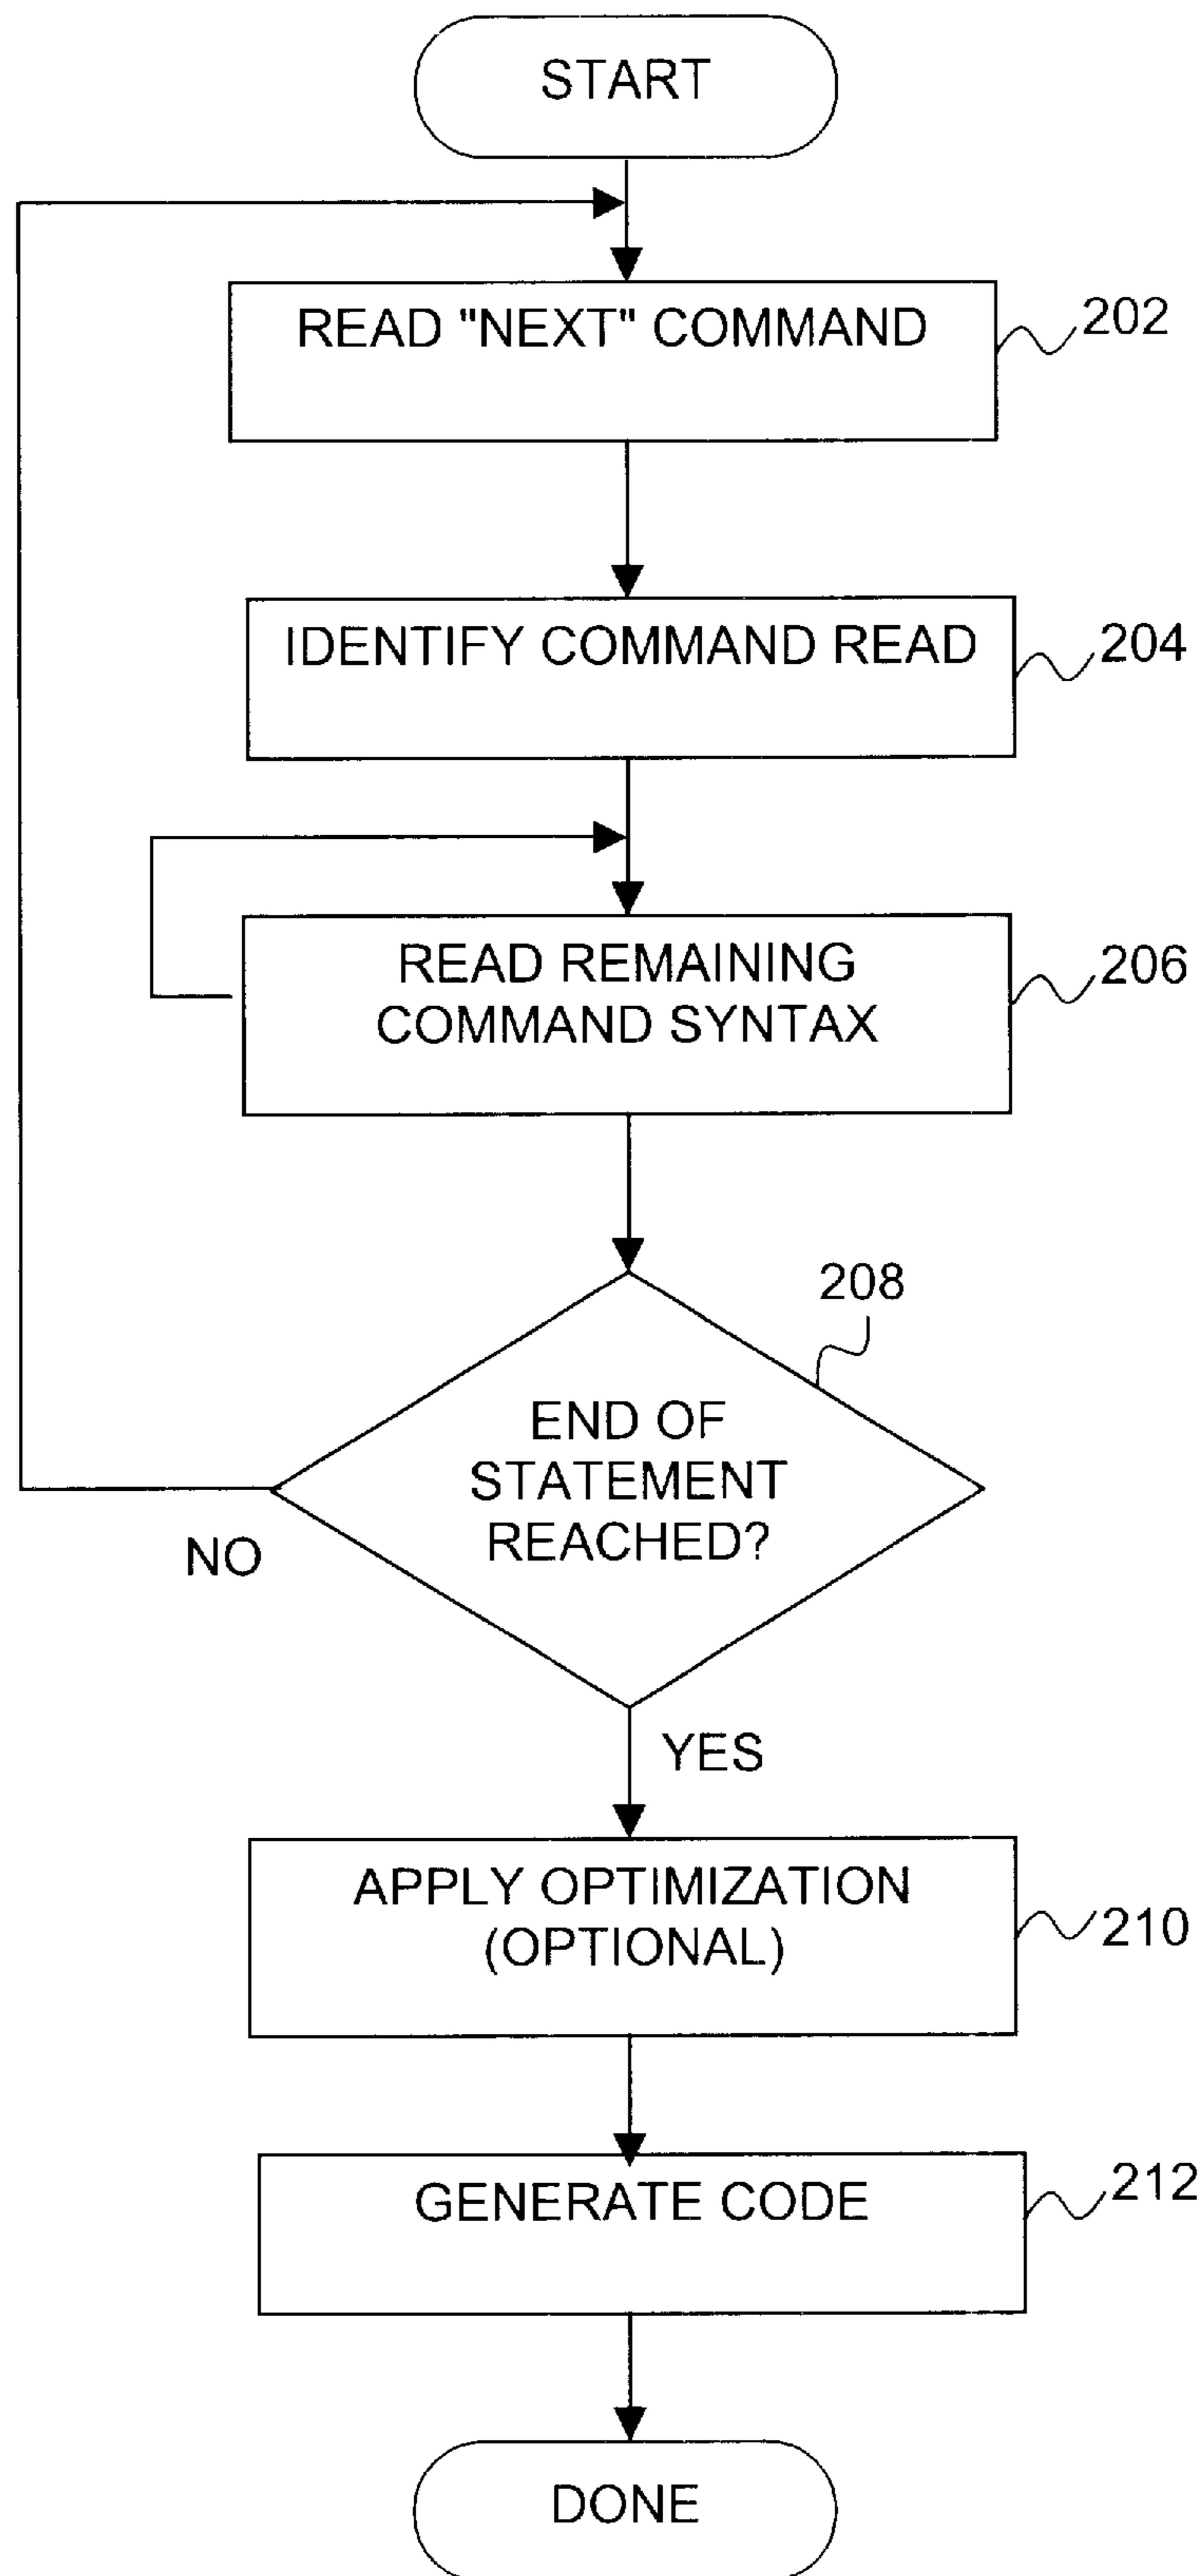 START
READ "NEXT" COMMAND
202
IDENTIFY COMMAND READ
204
READ REMAINING
COMMAND SYNTAX
206
208
END OF
STATEMENT
REACHED?
NO
YES
APPLY OPTIMIZATION
(OPTIONAL)
210
GENERATE CODE
212
DONE